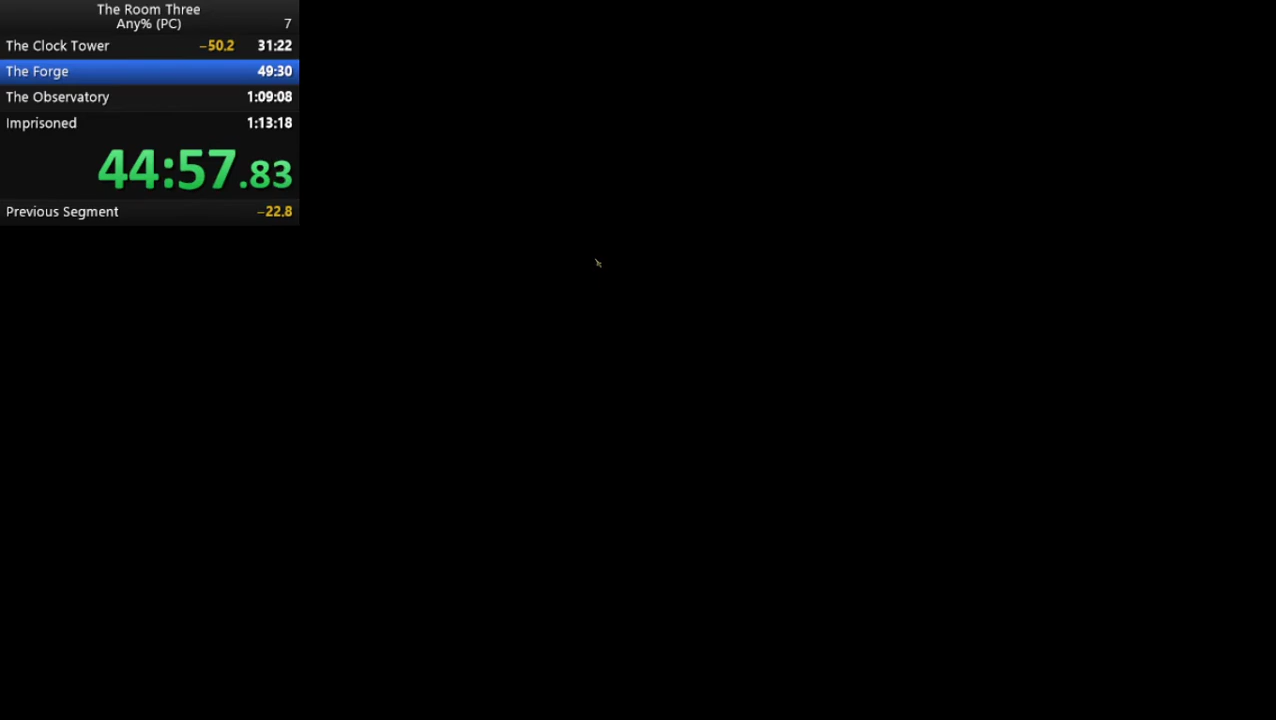 The Room Three
Any% (PC) 7
The Clock Tower −50.2 31:22
The Forge 49:30
The Observatory 1:09:08
Imprisoned 1:13:18
44:57.83
Previous Segment −22.8